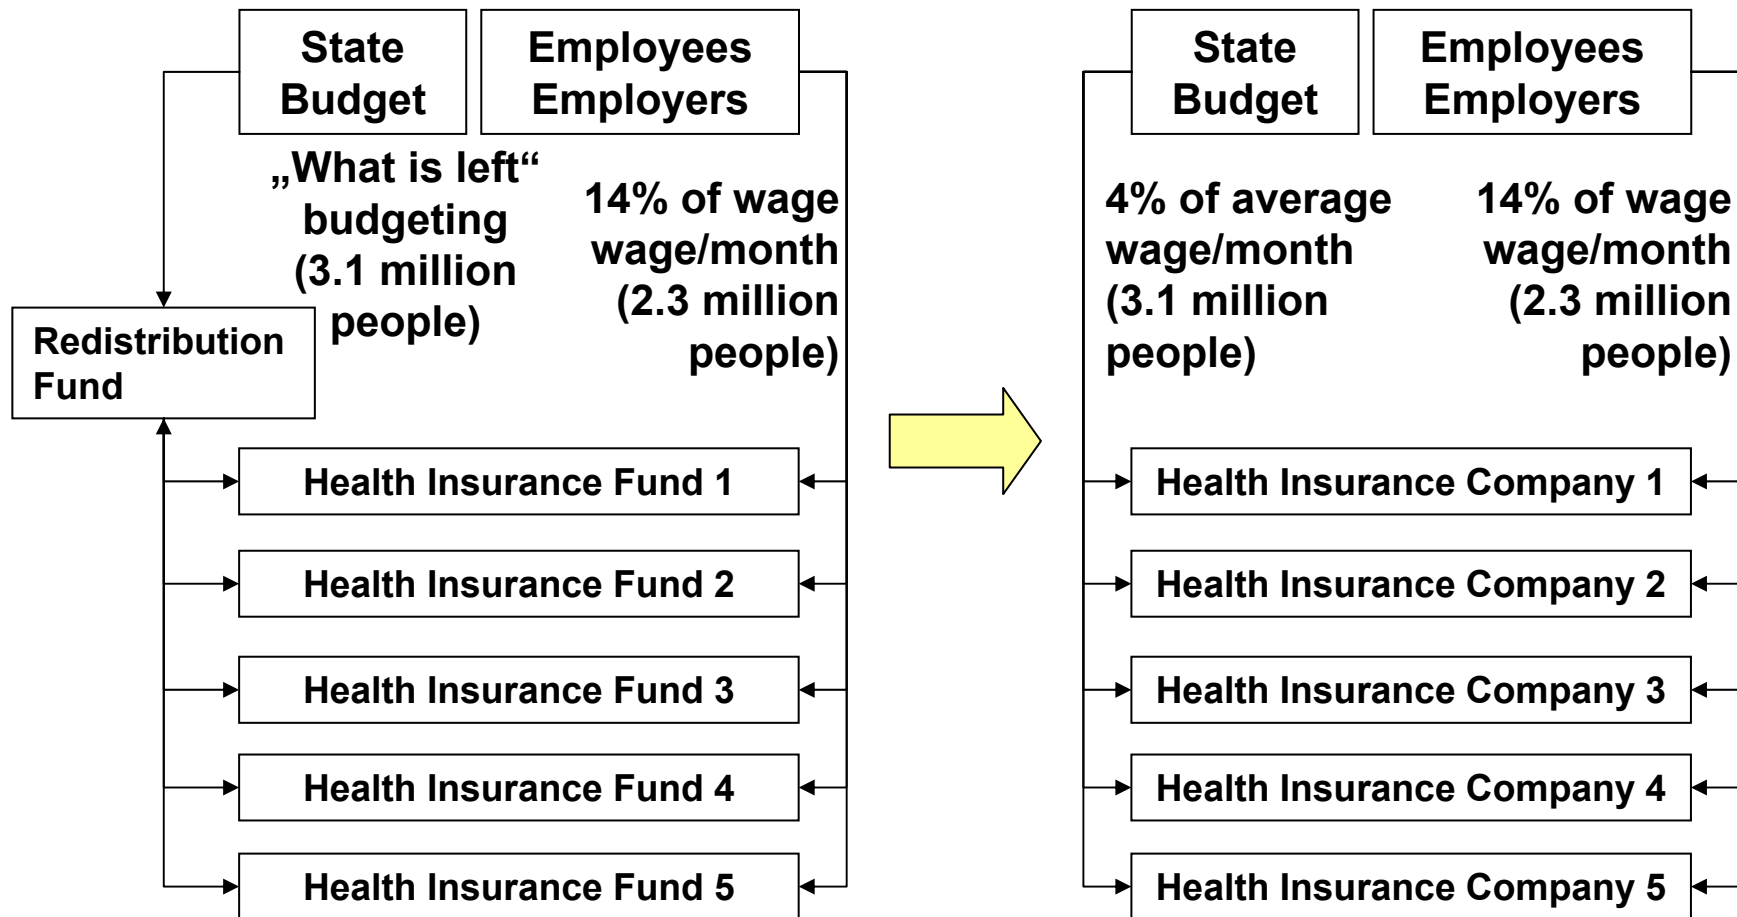 State
Budget
Employees
Employers
„What is left“
budgeting
(3.1 million
people)
14% of wage
wage/month
(2.3 million
people)
Redistribution
Fund
Health Insurance Fund 1
Health Insurance Fund 2
Health Insurance Fund 3
Health Insurance Fund 4
Health Insurance Fund 5
State
Budget
Employees
Employers
4% of average
wage/month
(3.1 million
people)
14% of wage
wage/month
(2.3 million
people)
Health Insurance Company 1
Health Insurance Company 2
Health Insurance Company 3
Health Insurance Company 4
Health Insurance Company 5